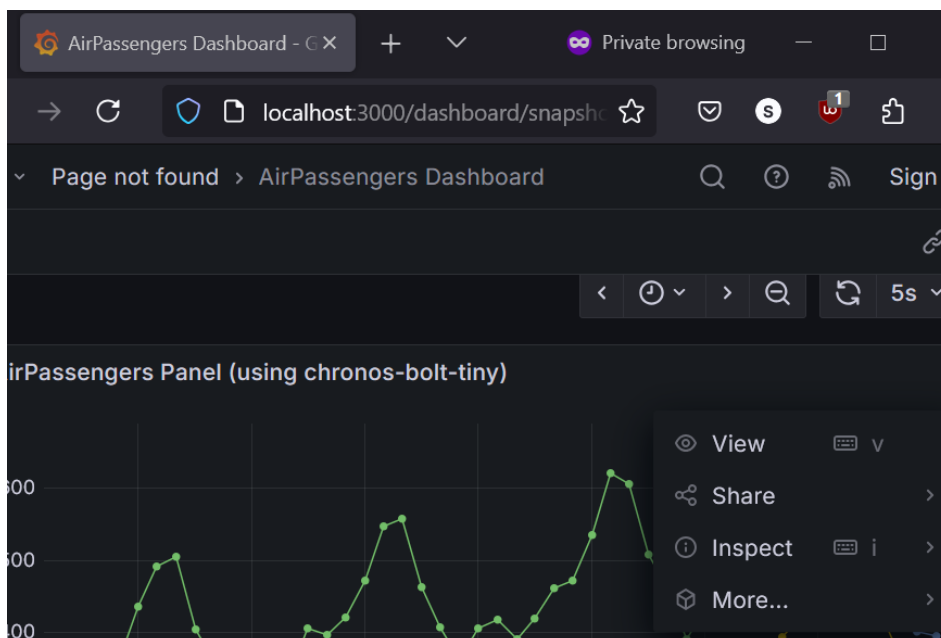 AirPassengers Dashboard - G
Private browsing
localhost:3000/dashboard/snapsho
1
S
Page not found › AirPassengers Dashboard
Sign
5s
irPassengers Panel (using chronos-bolt-tiny)
View v
600
Share
Inspect i
500
More...
400